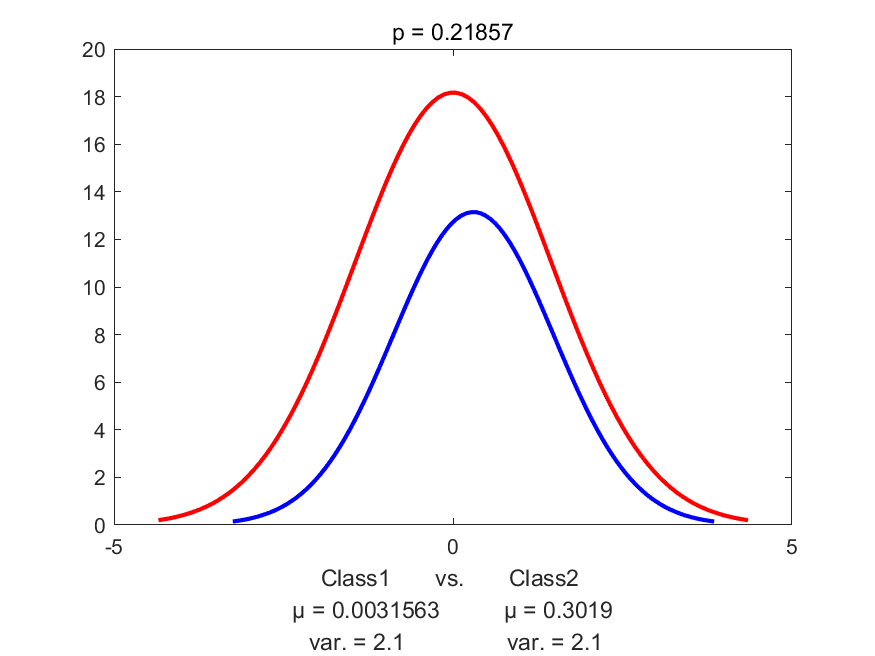 p = 0.21857
20
18
16
14
12
10
8
6
4
2
0
-5 0 5
Class1 vs. Class2
μ = 0.0031563 μ = 0.3019
var. = 2.1 var. = 2.1